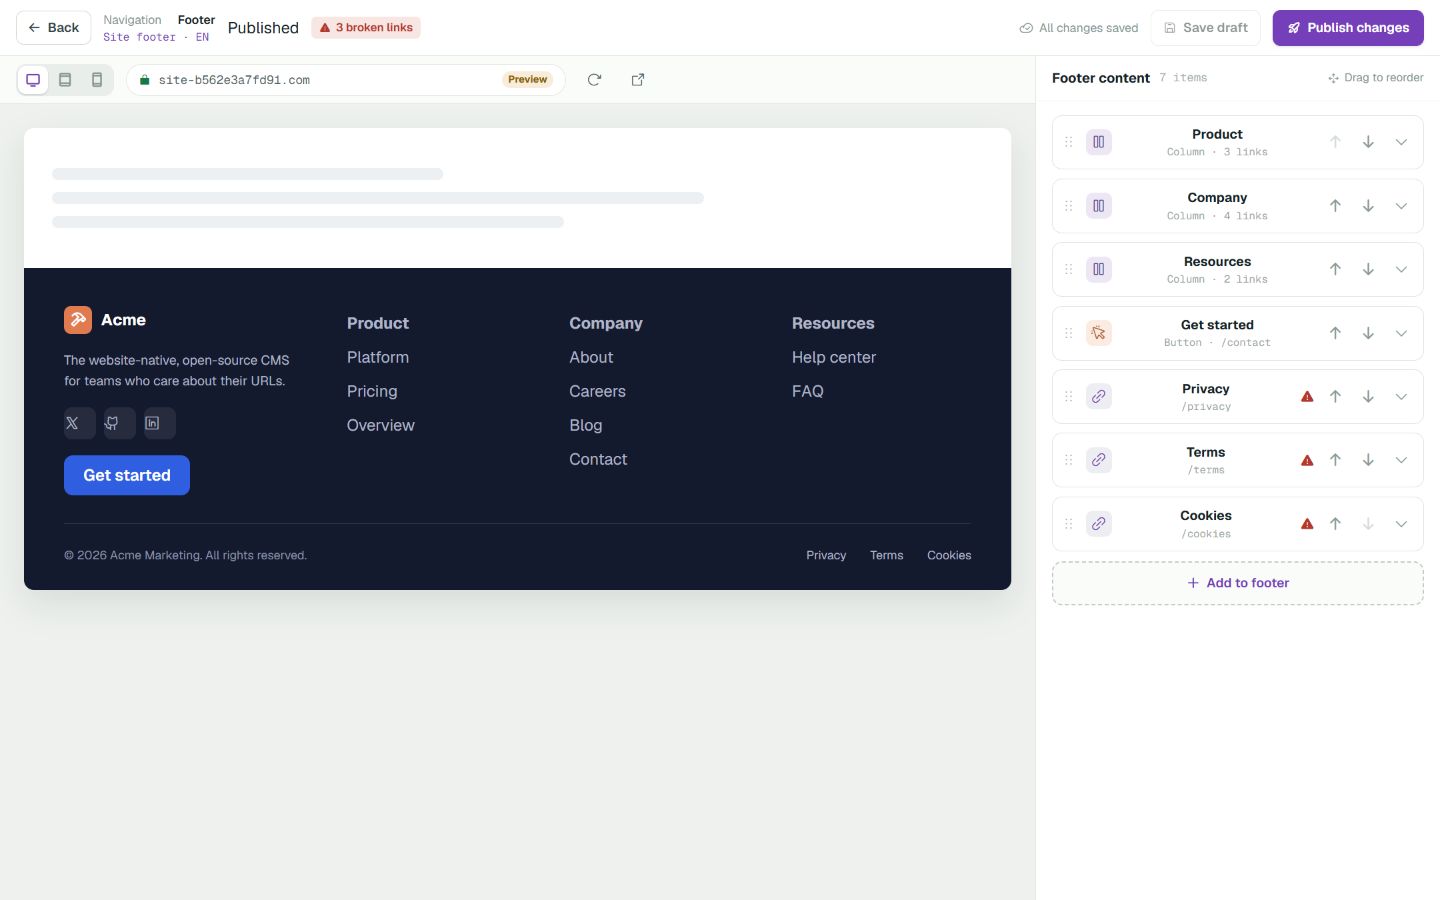 Back
Navigation Footer
Site footer · EN
Published
3 broken links
All changes saved
Save draft
Publish changes
site-b562e3a7fd9i.com
Preview
Footer content 7 items
Drag to reorder
Acme
The website-native, open-source CMS
for teams who care about their URLs.
Get started
Product
Platform
Pricing
Overview
Company
About
Careers
Blog
Contact
Resources
Help center
FAQ
© 2026 Acme Marketing. All rights reserved.
Privacy Terms Cookies
Product
Column · 3 links
Company
Column · 4 links
Resources
Column · 2 links
Get started
Button · /contact
Privacy
/privacy
Terms
/terms
Cookies
/cookies
Add to footer